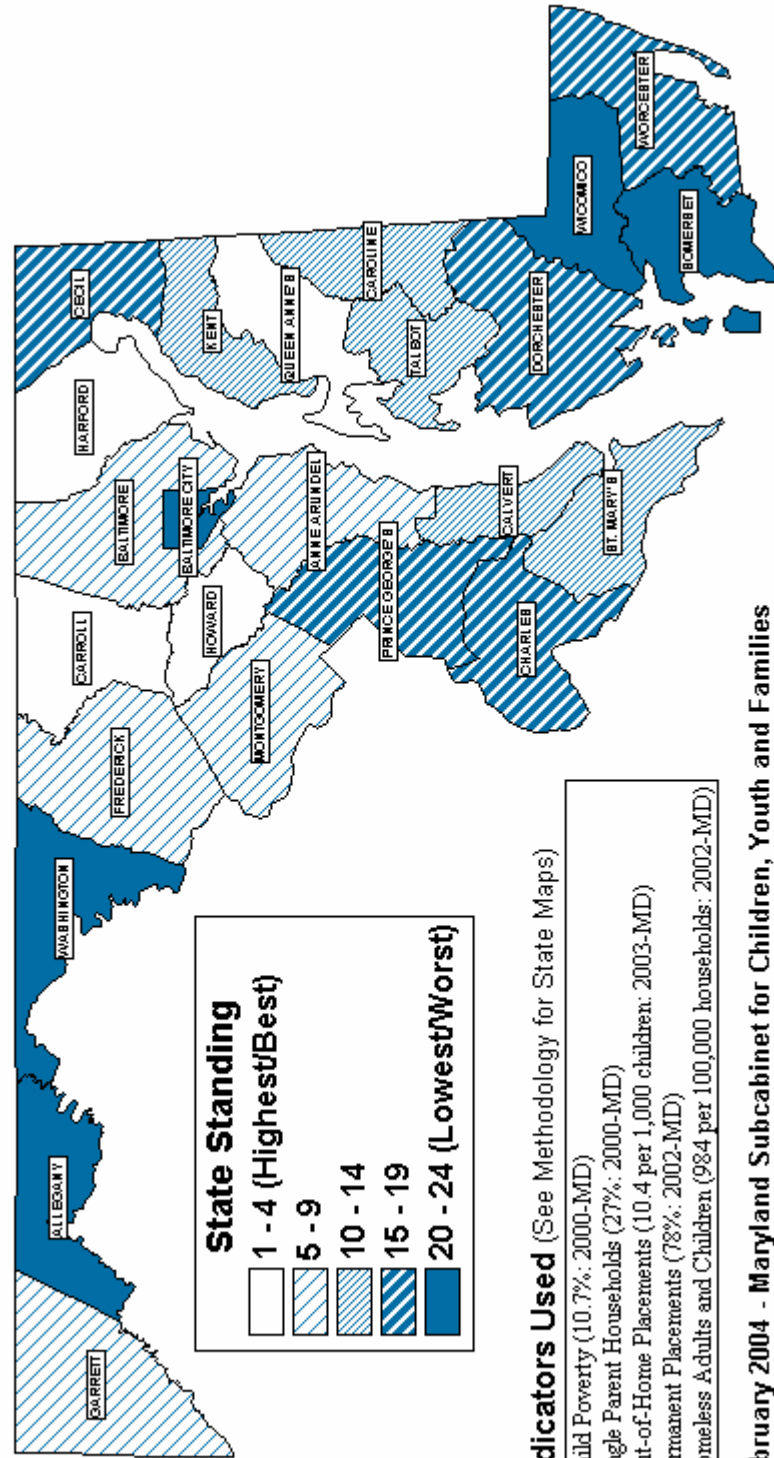 GARRETT
ALLEGANY
WASHINGTON
FREDERICK
CARROLL
BALTIMORE
HARFORD
CECIL
MONTGOMERY
HOWARD
BALTIMORE CITY
KENT
ANNE ARUNDEL
QUEEN ANNE'S
PRINCE GEORGE'S
CALVERT
TALBOT
CAROLINE
CHARLES
ST. MARY'S
DORCHESTER
WICOMICO
SOMERSET
WORCESTER
State Standing
1 - 4 (Highest/Best)
5 - 9
10 - 14
15 - 19
20 - 24 (Lowest/Worst)
dicators Used (See Methodology for State Maps)
ild Poverty (10.7%: 2000-MD)
gle Parent Households (27%: 2000-MD)
t-of-Home Placements (10.4 per 1,000 children: 2003-MD)
rmanent Placements (78%: 2002-MD)
meless Adults and Children (984 per 100,000 households: 2002-MD)
bruary 2004 - Maryland Subcabinet for Children, Youth and Families